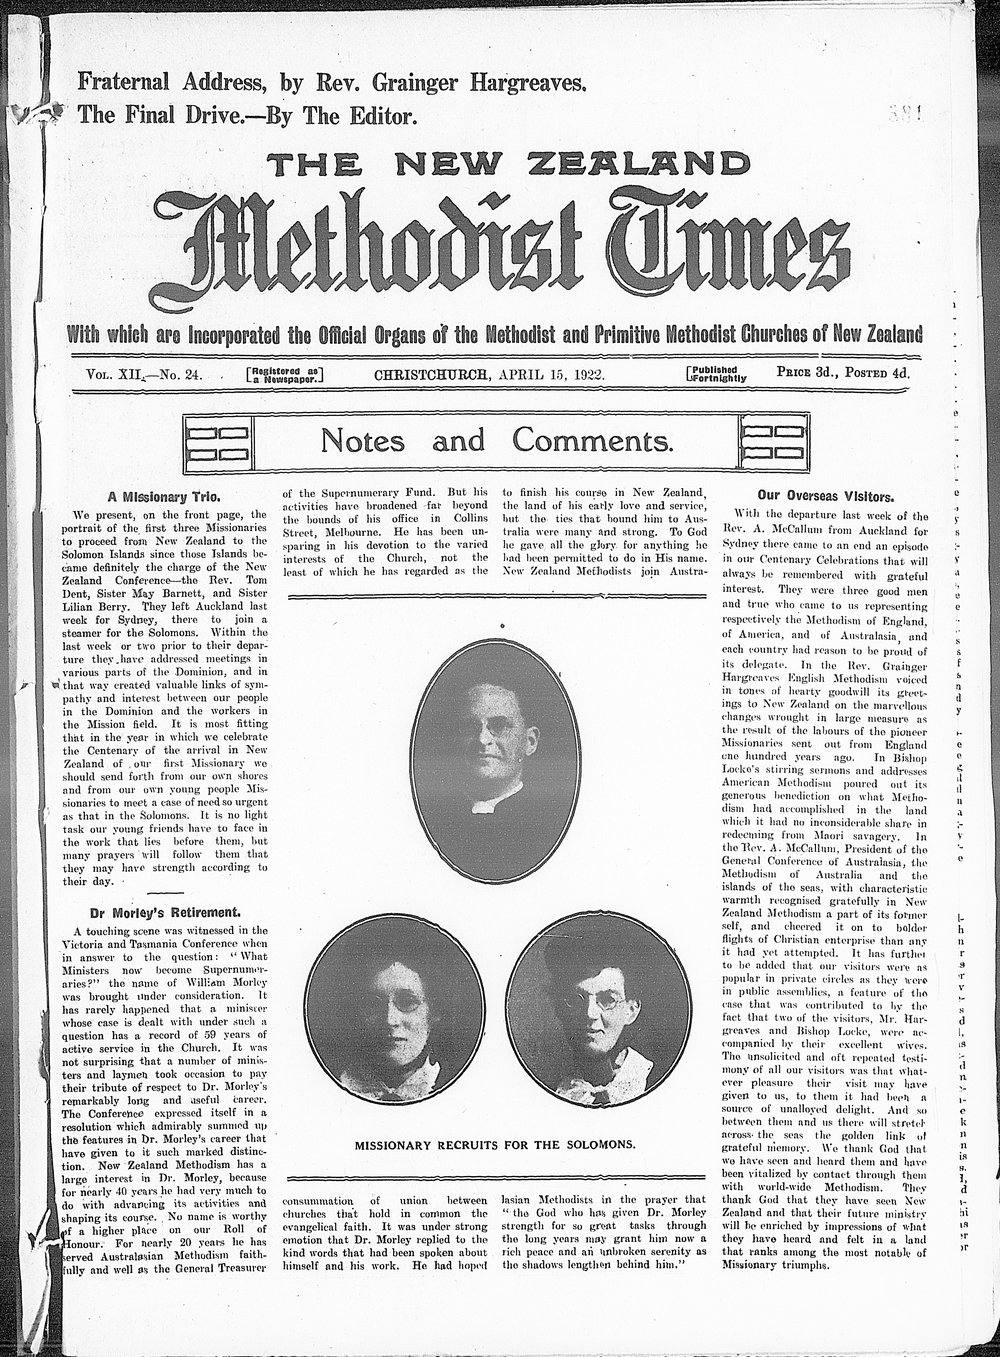 Fraternal Address, by Rev. Grainger Hargreaves.
The Final Drive.—By The Editor.
381
THE NEW ZEALAND
Methodist Times
With which are Incorporated the Official Organs of the Methodist and Primitive Methodist Churches of New Zealand
VOL. XII.—No. 24.
[Registered as
a Newspaper.]
CHRISTCHURCH, APRIL 15, 1922.
[Published
Fortnightly
PRICE 3d., POSTED 4d.
Notes and Comments.
A Missionary Trio.
We present, on the front page, the
portrait of the first three Missionaries
to proceed from New Zealand to the
Solomon Islands since those Islands be-
came definitely the charge of the New
Zealand Conference—the Rev. Tom
Dent, Sister May Barnett, and Sister
Lilian Berry. They left Auckland last
week for Sydney, there to join a
steamer for the Solomons. Within the
last week or two prior to their depar-
ture they have addressed meetings in
various parts of the Dominion, and in
that way created valuable links of sym-
pathy and interest between our people
in the Dominion and the workers in
the Mission field. It is most fitting
that in the year in which we celebrate
the Centenary of the arrival in New
Zealand of our first Missionary we
should send forth from our own shores
and from our own young people Mis-
sionaries to meet a case of need so urgent
as that in the Solomons. It is no light
task our young friends have to face in
the work that lies before them, but
many prayers will follow them that
they may have strength according to
their day.
Dr Morley's Retirement.
A touching scene was witnessed in the
Victoria and Tasmania Conference when
in answer to the question: "What
Ministers now become Supernumer-
aries?" the name of William Morley
was brought under consideration. It
has rarely happened that a minister
whose case is dealt with under such a
question has a record of 59 years of
active service in the Church. It was
not surprising that a number of minis-
ters and laymen took occasion to pay
their tribute of respect to Dr. Morley's
remarkably long and useful career.
The Conference expressed itself in a
resolution which admirably summed up
the features in Dr. Morley's career that
have given to it such marked distinc-
tion. New Zealand Methodism has a
large interest in Dr. Morley, because
for nearly 40 years he had very much to
do with advancing its activities and
shaping its course. No name is worthy
of a higher place on our Roll of
Honour. For nearly 20 years he has
served Australasian Methodism faith-
fully and well as the General Treasurer
of the Supernumerary Fund. But his
activities have broadened far beyond
the bounds of his office in Collins
Street, Melbourne. He has been un-
sparing in his devotion to the varied
interests of the Church, not the
least of which he has regarded as the
consummation of union between
churches that hold in common the
evangelical faith. It was under strong
emotion that Dr. Morley replied to the
kind words that had been spoken about
himself and his work. He had hoped
to finish his course in New Zealand,
the land of his early love and service,
but the ties that bound him to Aus-
tralia were many and strong. To God
he gave all the glory for anything he
had been permitted to do in His name.
New Zealand Methodists join Austra-
lasian Methodists in the prayer that
"the God who has given Dr. Morley
strength for so great tasks through
the long years may grant him now a
rich peace and an unbroken serenity as
the shadows lengthen behind him."
MISSIONARY RECRUITS FOR THE SOLOMONS.
Our Overseas Visitors.
With the departure last week of the
Rev. A. McCallum from Auckland for
Sydney there came to an end an episode
in our Centenary Celebrations that will
always be remembered with grateful
interest. They were three good men
and true who came to us representing
respectively the Methodism of England,
of America, and of Australasia, and
each country had reason to be proud of
its delegate. In the Rev. Grainger
Hargreaves English Methodism voiced
in tones of hearty goodwill its greet-
ings to New Zealand on the marvellous
changes wrought in large measure as
the result of the labours of the pioneer
Missionaries sent out from England
one hundred years ago. In Bishop
Locke's stirring sermons and addresses
American Methodism poured out its
generous benediction on what Metho-
dism had accomplished in the land
which it had no inconsiderable share in
redeeming from Maori savagery. In
the Rev. A. McCallum, President of the
General Conference of Australasia, the
Methodism of Australia and the
islands of the seas, with characteristic
warmth recognised gratefully in New
Zealand Methodism a part of its former
self, and cheered it on to bolder
flights of Christian enterprise than any
it had yet attempted. It has further
to be added that our visitors were as
popular in private circles as they were
in public assemblies, a feature of the
case that was contributed to by the
fact that two of the visitors, Mr. Har-
greaves and Bishop Locke, were ac-
companied by their excellent wives.
The unsolicited and oft repeated testi-
mony of all our visitors was that what-
ever pleasure their visit may have
given to us, to them it had been a
source of unalloyed delight. And so
between them and us there will stretch
across the seas the golden link of
grateful memory. We thank God that
we have seen and heard them and have
been vitalized by contact through them
with world-wide Methodism. They
thank God that they have seen New
Zealand and that their future ministry
will be enriched by impressions of what
they have heard and felt in a land
that ranks among the most notable of
Missionary triumphs.